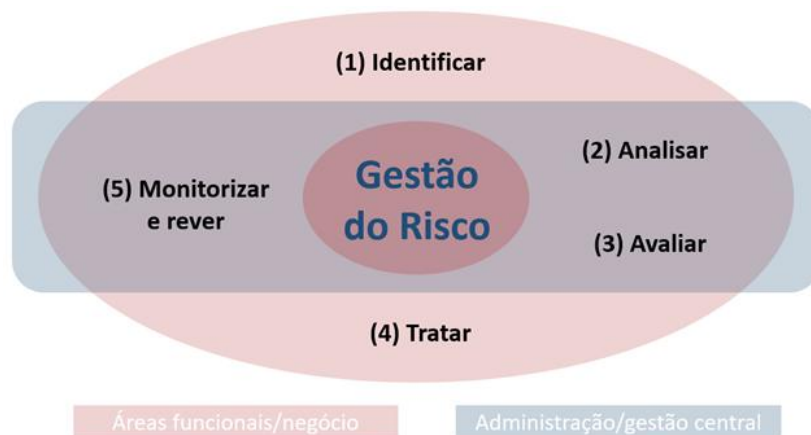 (1) Identificar
(2) Analisar
(5) Monitorizar
e rever
Gestão
do Risco
(3) Avaliar
(4) Tratar
Áreas funcionais/negócio
Administração/gestão central